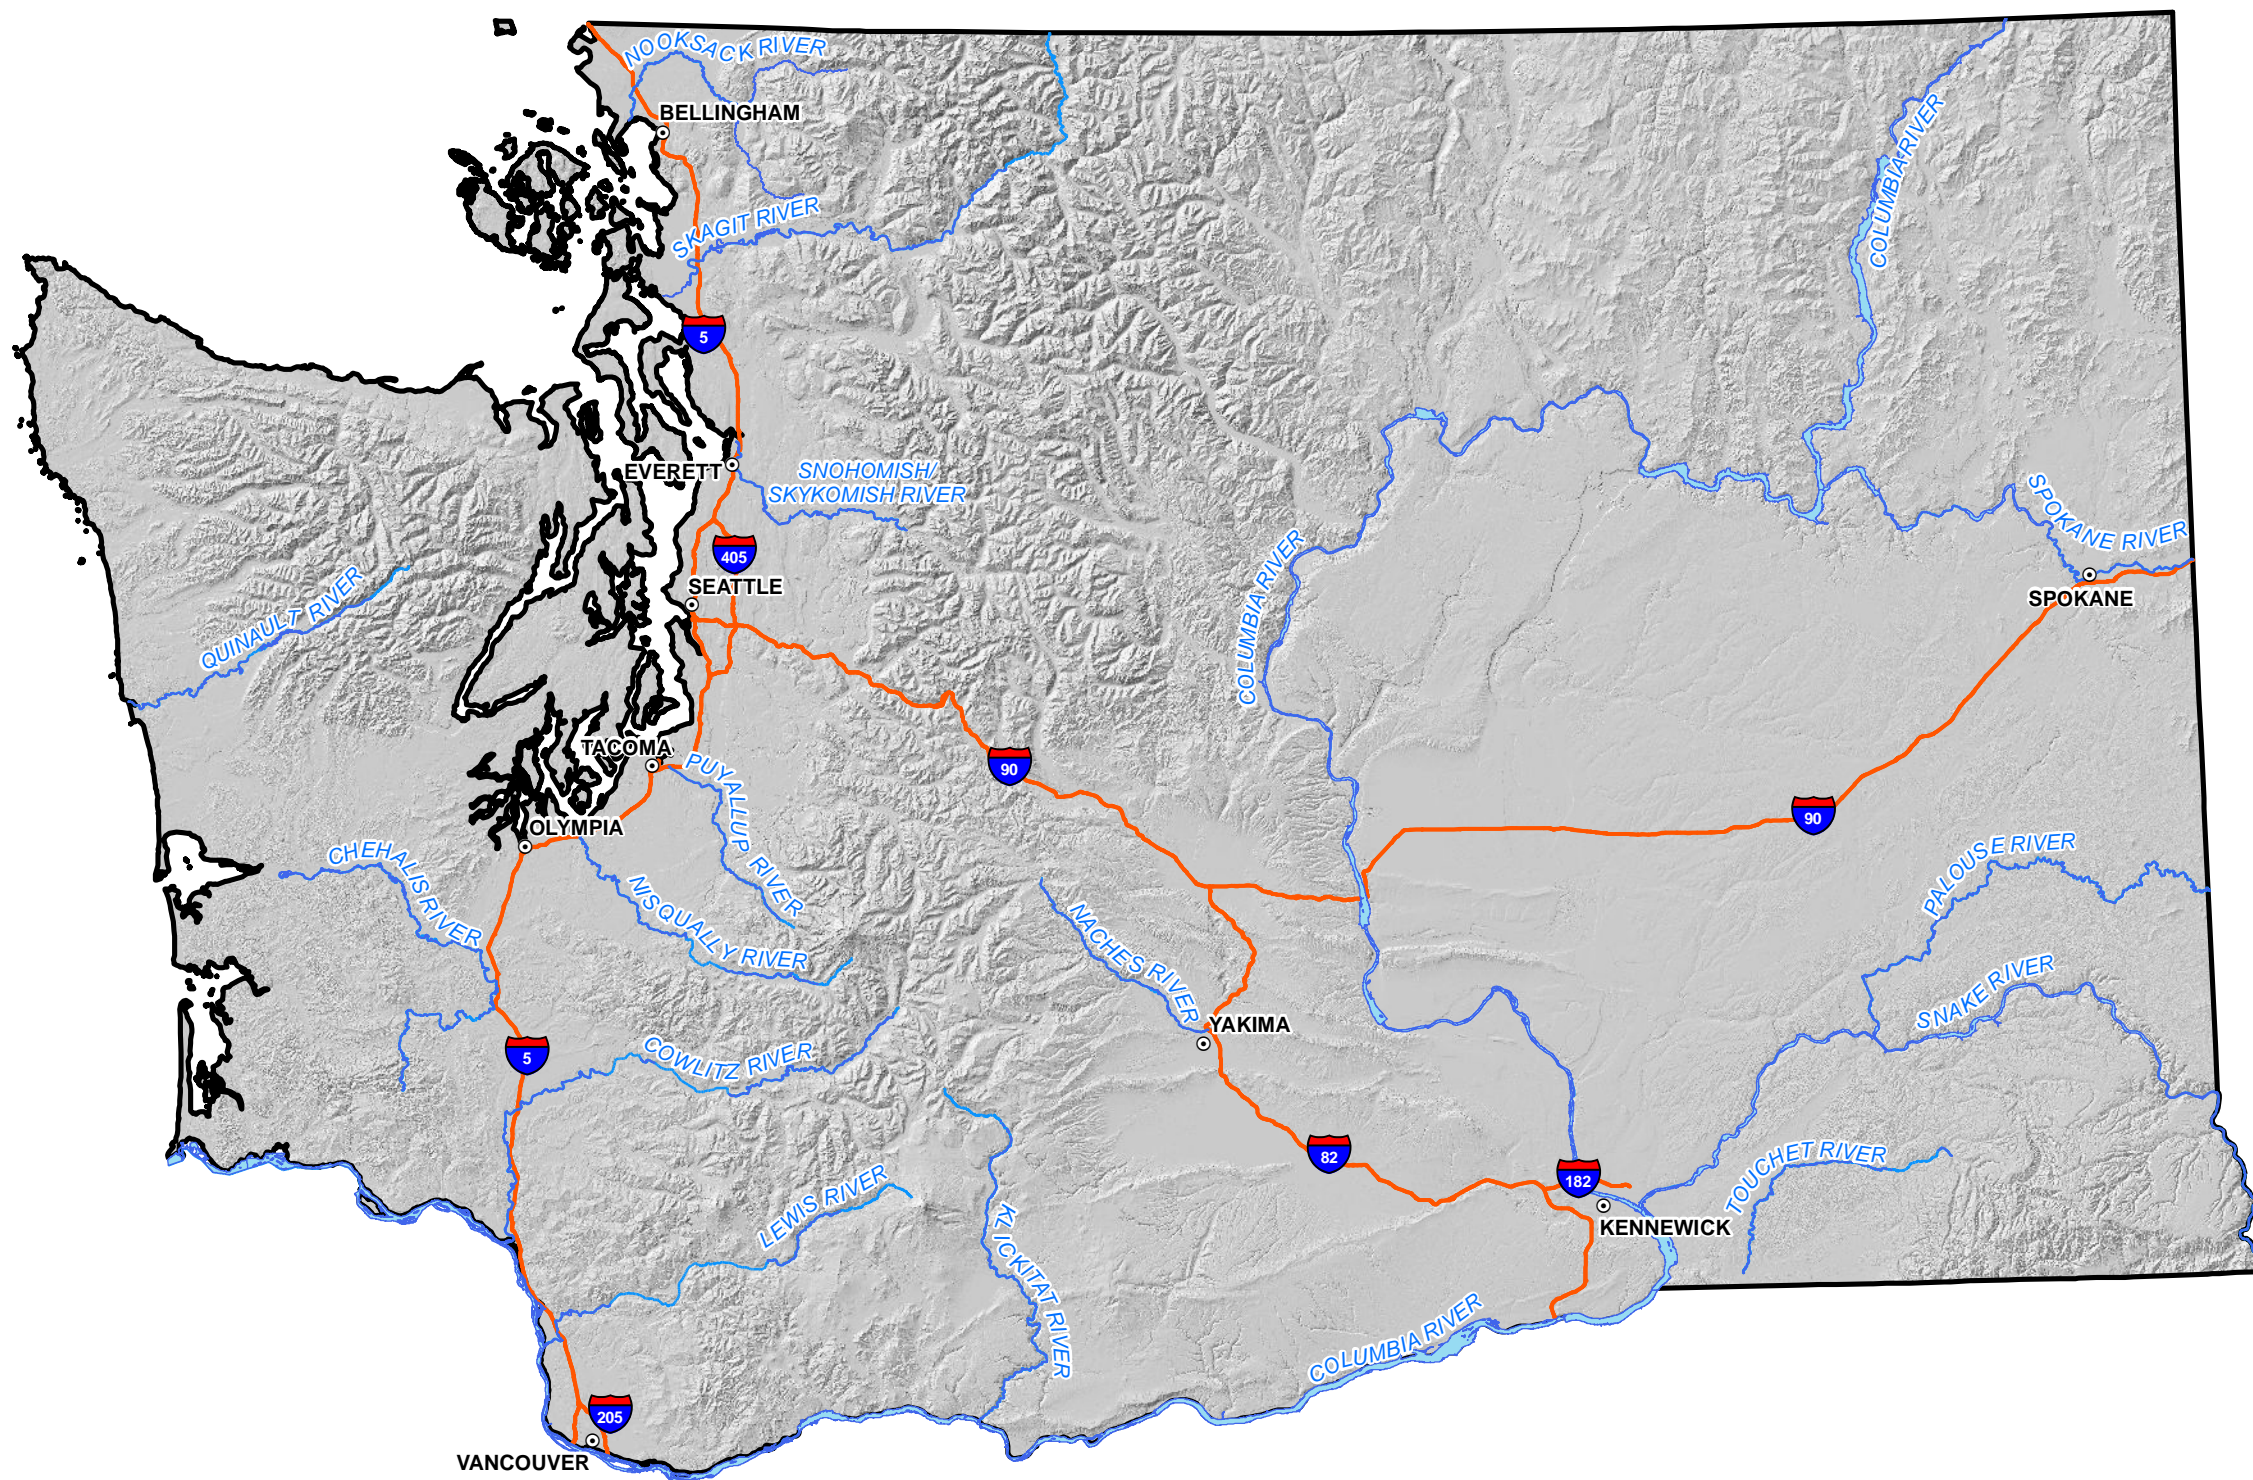 NOOKSACK RIVER
BELLINGHAM
COLUMBIA RIVER
SKAGIT RIVER
5
EVERETT
SNOHOMISH/
SKYKOMISH RIVER
SPOKANE RIVER
405
SEATTLE
COLUMBIA RIVER
QUINAULT RIVER
SPOKANE
TACOMA
PUYALLUP RIVER
90
90
OLYMPIA
CHEHALIS RIVER
PALOUSE RIVER
NISQUALLY RIVER
NACHES RIVER
SNAKE RIVER
YAKIMA
5
COWLITZ RIVER
82
TOUCHET RIVER
182
LEWIS RIVER
KENNEWICK
KLICKITAT RIVER
COLUMBIA RIVER
205
VANCOUVER